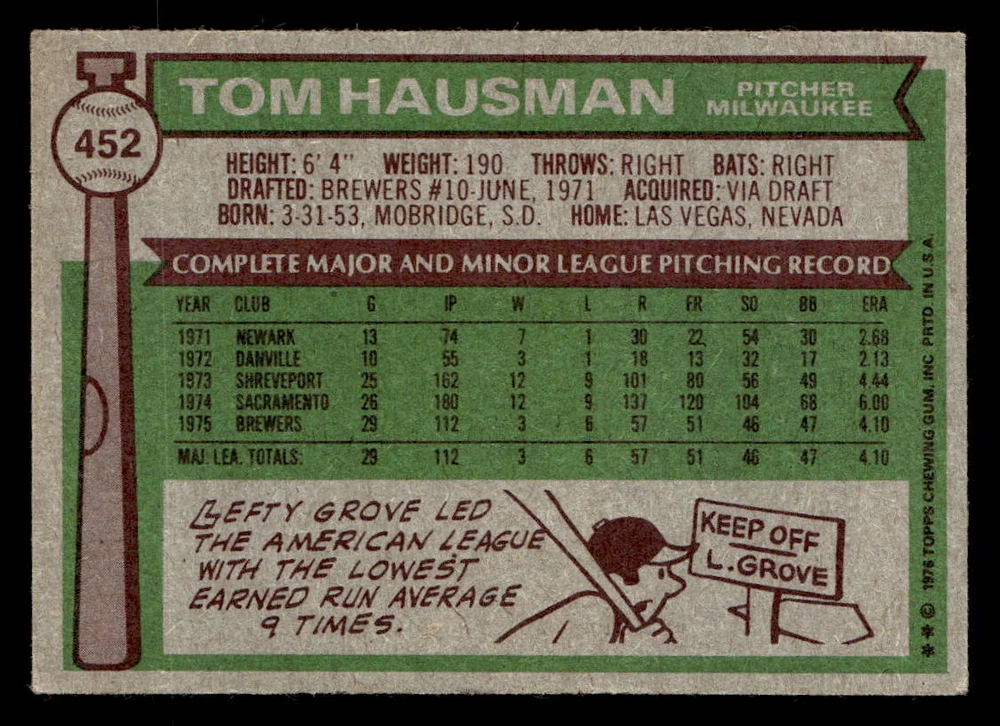 452
TOM HAUSMAN
PITCHER
MILWAUKEE
HEIGHT: 6' 4" WEIGHT: 190 THROWS: RIGHT BATS: RIGHT
DRAFTED: BREWERS #10-JUNE, 1971 ACQUIRED: VIA DRAFT
BORN: 3-31-53, MOBRIDGE, S.D. HOME: LAS VEGAS, NEVADA
COMPLETE MAJOR AND MINOR LEAGUE PITCHING RECORD
YEAR CLUB G IP W L R ER SO BB ERA
1971 NEWARK 13 74 7 1 30 22 54 30 2.68
1972 DANVILLE 10 55 3 1 18 13 32 17 2.13
1973 SHREVEPORT 25 162 12 9 101 80 56 49 4.44
1974 SACRAMENTO 26 180 12 9 137 120 104 68 6.00
1975 BREWERS 29 112 3 6 57 51 46 47 4.10
MAJ. LEA. TOTALS: 29 112 3 6 57 51 46 47 4.10
LEFTY GROVE LED
THE AMERICAN LEAGUE
WITH THE LOWEST
EARNED RUN AVERAGE
9 TIMES.
KEEP OFF
L. GROVE
** © 1976 TOPPS CHEWING GUM, INC PRTD. IN U.S.A.